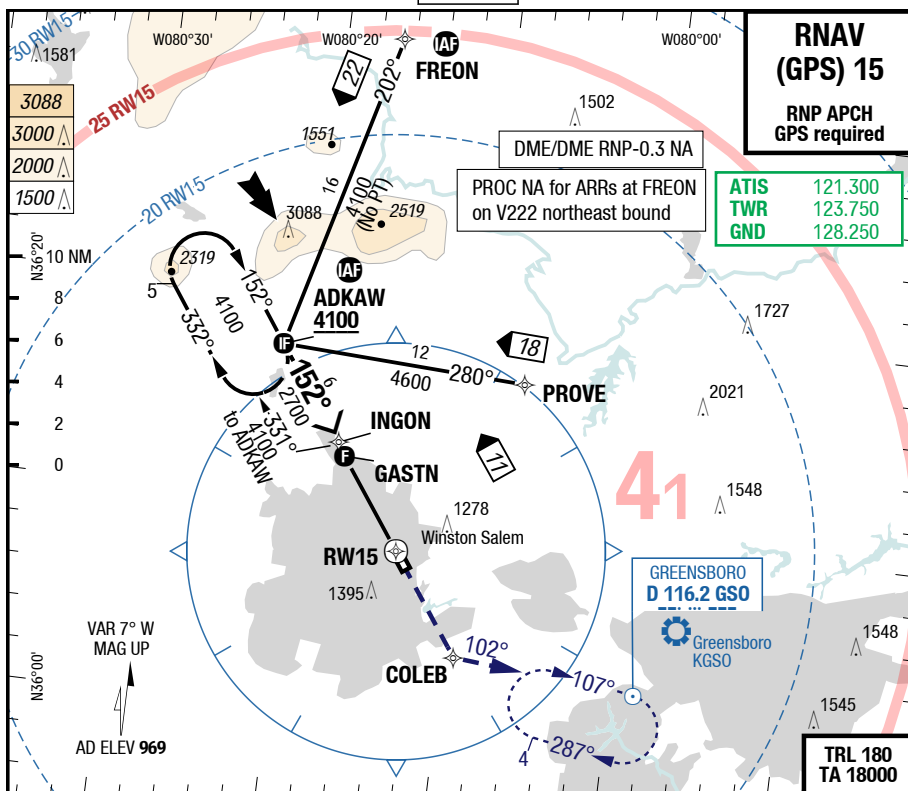 W080°30'
W080°20'
W080°00'
RNAV
(GPS) 15
RNP APCH
GPS required
30 RW15
1581
25 RW15
20 RW15
3088
3000
2000
1500
IAF
FREON
202°
22
16
4100
(No PT)
1551
1502
DME/DME RNP-0.3 NA
PROC NA for ARRs at FREON
on V222 northeast bound
ATIS 121.300
TWR 123.750
GND 128.250
3088
2519
N36°20'
10 NM
8
6
4
2
0
2319
5
152°
4100
332°
IAF
ADKAW
4100
IF
12
4600
280°
18
PROVE
1727
2021
152°
6
2700
331°
4100
to ADKAW
INGON
F
GASTN
11
41
1548
1278
Winston Salem
RW15
1395
GREENSBORO
D 116.2 GSO
Greensboro
KGSO
1548
VAR 7° W
MAG UP
N36°00'
COLEB
102°
107°
287°
4
1545
AD ELEV 969
TRL 180
TA 18000